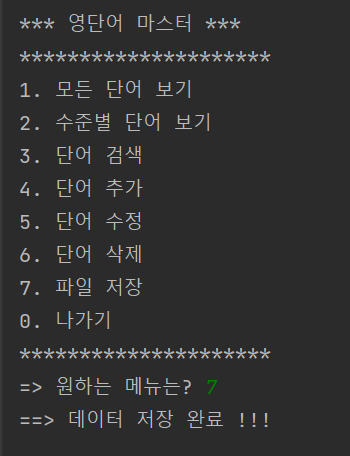 *** 영단어 마스터 ***
*********************
1. 모든 단어 보기
2. 수준별 단어 보기
3. 단어 검색
4. 단어 추가
5. 단어 수정
6. 단어 삭제
7. 파일 저장
0. 나가기
*********************
=> 원하는 메뉴는? 7
==> 데이터 저장 완료 !!!